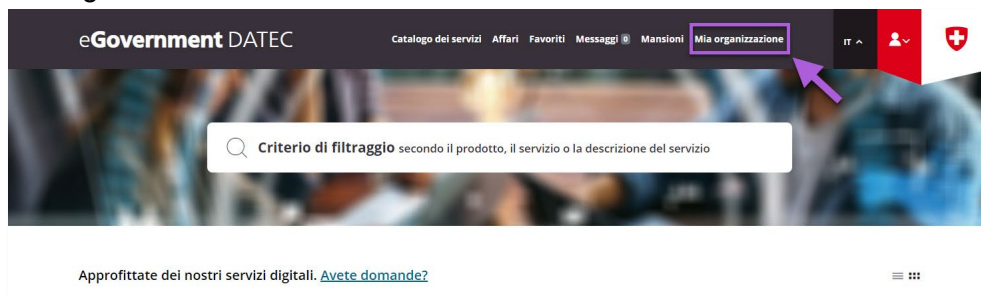 eGovernment DATEC
Catalogo dei servizi Affari Favoriti Messaggi 0 Mansioni Mia organizzazione IT
Criterio di filtraggio secondo il prodotto, il servizio o la descrizione del servizio
Approfittate dei nostri servizi digitali. Avete domande?